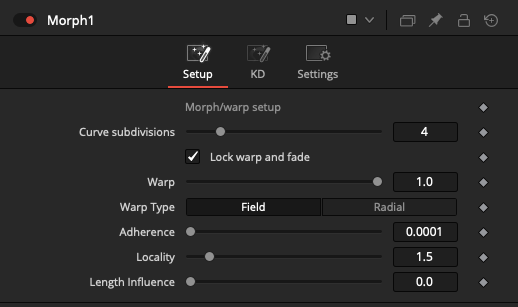 Morph1
Setup KD Settings
Morph/warp setup
Curve subdivisions 4
Lock warp and fade
Warp 1.0
Warp Type Field Radial
Adherence 0.0001
Locality 1.5
Length Influence 0.0